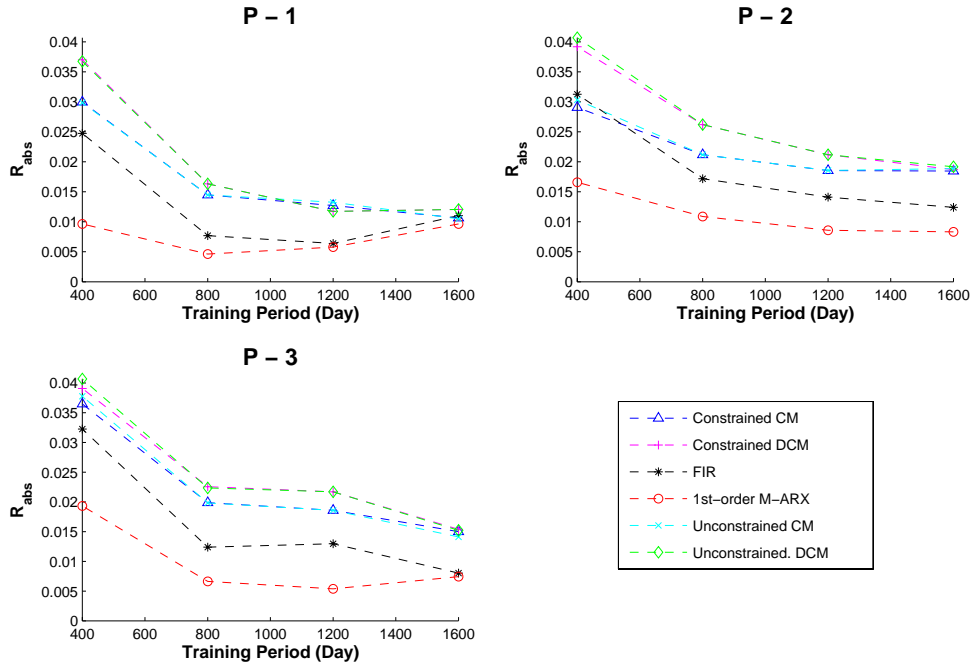 P – 1
0.04
0.035
0.03
0.025
0.02
0.015
0.01
0.005
0
R_abs
400 600 800 1000 1200 1400 1600
Training Period (Day)
P – 2
0.04
0.035
0.03
0.025
0.02
0.015
0.01
0.005
0
R_abs
400 600 800 1000 1200 1400 1600
Training Period (Day)
P – 3
0.04
0.035
0.03
0.025
0.02
0.015
0.01
0.005
0
R_abs
400 600 800 1000 1200 1400 1600
Training Period (Day)
Constrained CM
Constrained DCM
FIR
1st–order M–ARX
Unconstrained CM
Unconstrained. DCM